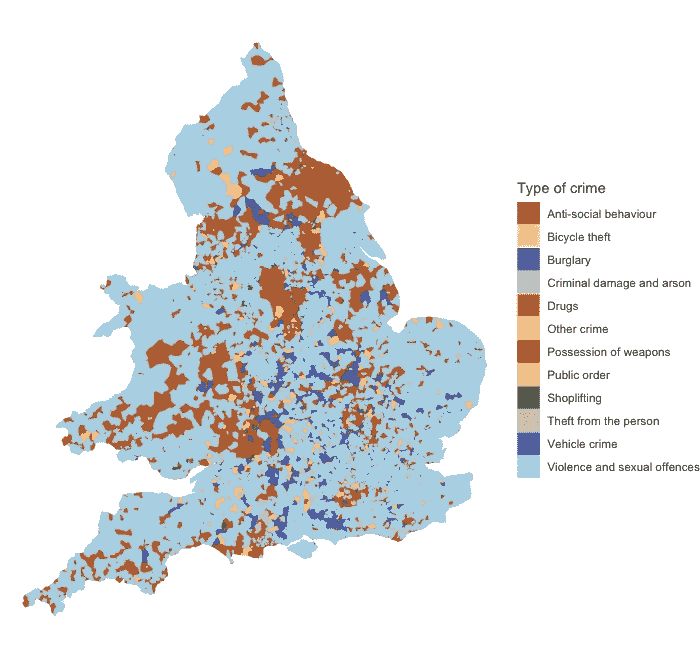 Type of crime
Anti-social behaviour
Bicycle theft
Burglary
Criminal damage and arson
Drugs
Other crime
Possession of weapons
Public order
Shoplifting
Theft from the person
Vehicle crime
Violence and sexual offences